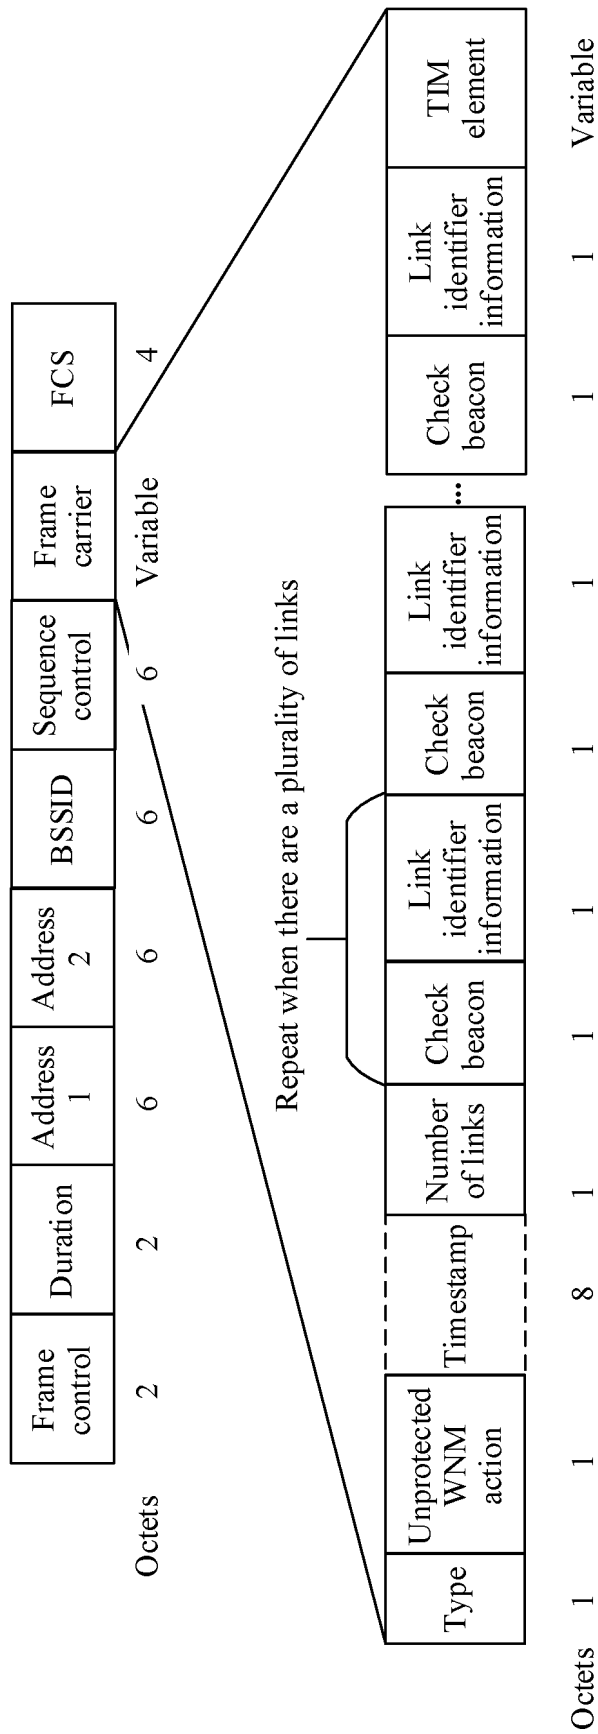 Frame
control
Duration
Address
1
Address
2
BSSID
Sequence
control
Frame
carrier
FCS
Octets 2 2 6 6 6 6 Variable 4
Repeat when there are a plurality of links
Type
Unprotected
WNM
action
Timestamp
Number
of links
Check
beacon
Link
identifier
information
Check
beacon
Link
identifier
information
...
Check
beacon
Link
identifier
information
TIM
element
Octets 1 1 8 1 1 1 1 1 1 1 Variable